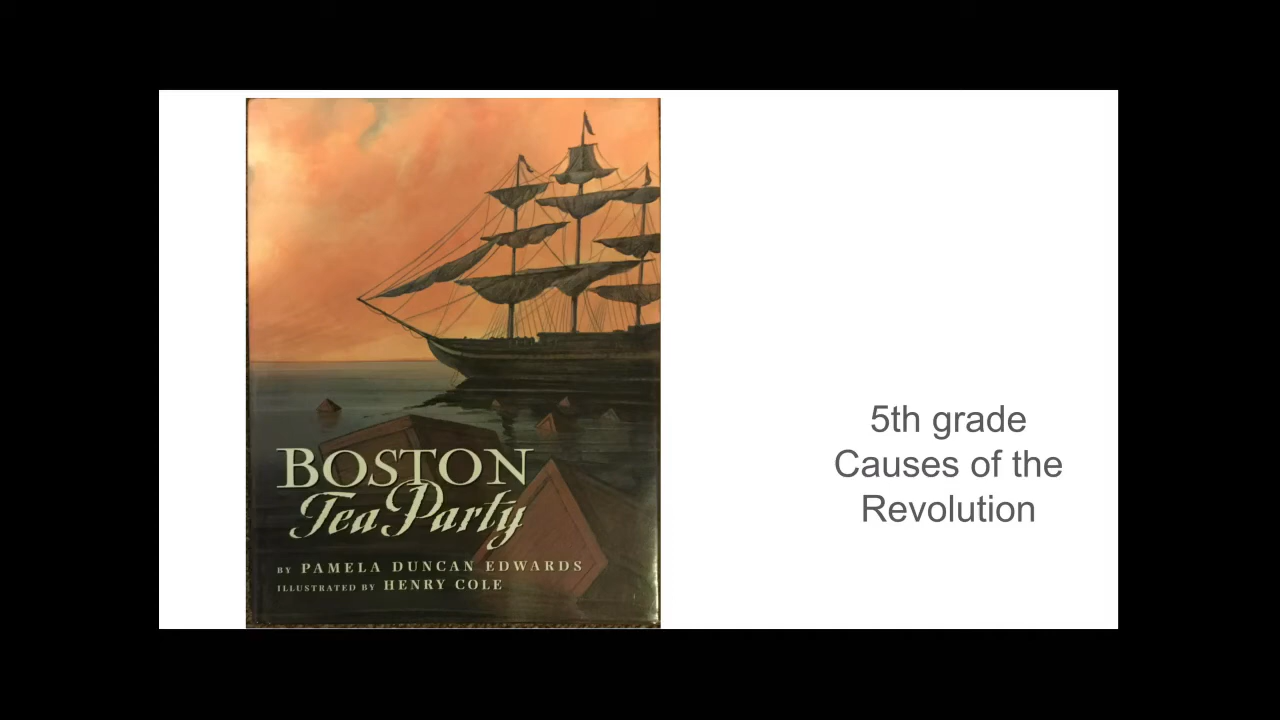 BOSTON
Tea Party
BY PAMELA DUNCAN EDWARDS
ILLUSTRATED BY HENRY COLE
5th grade
Causes of the
Revolution